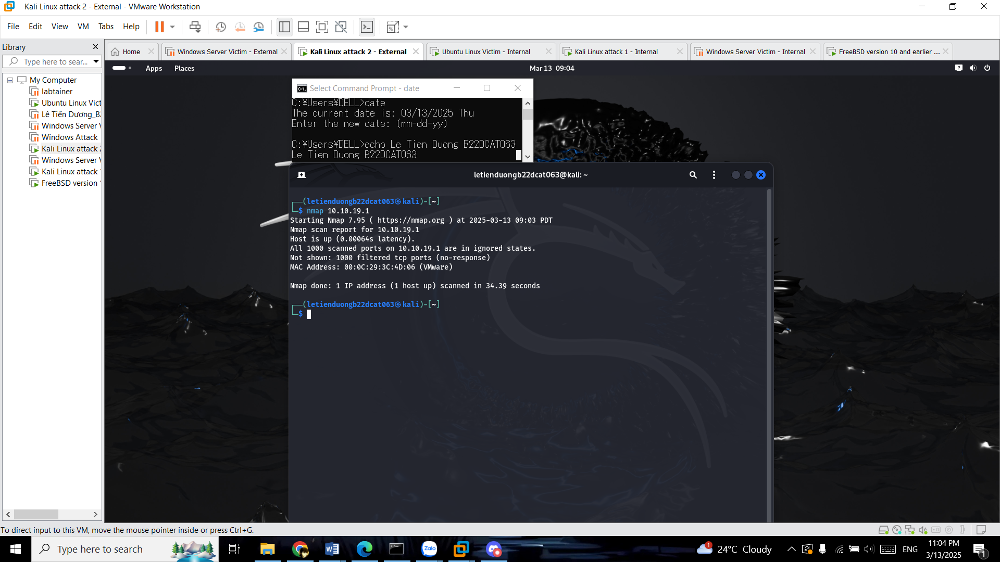 Kali Linux attack 2 - External - VMware Workstation
File Edit View VM Tabs Help
Library
Type here to sear...
Home
Windows Server Victim - External
Kali Linux attack 2 - External
Ubuntu Linux Victim - Internal
Kali Linux attack 1 - Internal
Windows Server Victim - Internal
FreeBSD version 10 and earlier ...
My Computer
labtainer
Ubuntu Linux Vict
Lê Tiến Dương_B2
Windows Server V
Windows Attack
Kali Linux attack 2
Windows Server V
Kali Linux attack 1
FreeBSD version 1
Apps Places
Mar 13 09:04
Select Command Prompt - date
C:¥Users¥DELL>date
The current date is: 03/13/2025 Thu
Enter the new date: (mm-dd-yy)
C:¥Users¥DELL>echo Le Tien Duong B22DCAT063
Le Tien Duong B22DCAT063
letienduongb22dcat063@kali: ~
┌──(letienduongb22dcat063㉿kali)-[~]
└─$ nmap 10.10.19.1
Starting Nmap 7.95 ( https://nmap.org ) at 2025-03-13 09:03 PDT
Nmap scan report for 10.10.19.1
Host is up (0.00064s latency).
All 1000 scanned ports on 10.10.19.1 are in ignored states.
Not shown: 1000 filtered tcp ports (no-response)
MAC Address: 00:0C:29:3C:4D:06 (VMware)
Nmap done: 1 IP address (1 host up) scanned in 34.39 seconds
┌──(letienduongb22dcat063㉿kali)-[~]
└─$
To direct input to this VM, move the mouse pointer inside or press Ctrl+G.
Type here to search
Zalo
1
24°C Cloudy
ENG
11:04 PM
3/13/2025
1